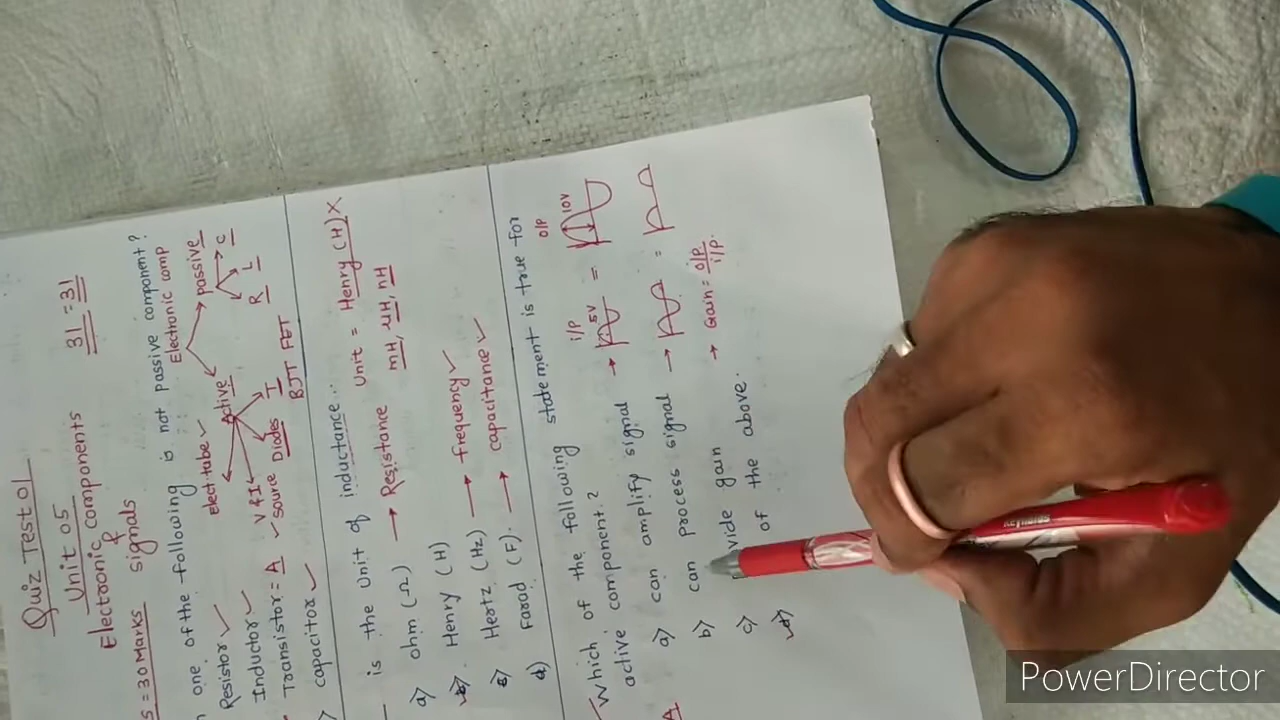 Quiz Test 01
Unit 05
31 = 31
Electronic components
&
signals
= 30 Marks
one of the following is not passive component?
Electronic comp
Resistor ✓
Elect. tube ✓
Active
passive
Inductor ✓
V & I
source
Diodes
T
R L C
Transistor = A ✓
BJT FET
capacitor ✓
is the Unit of inductance..
Unit = Henry (H) X
a) ohm (Ω) → Resistance
mH, μH, nH
b) Henry (H)
c) Hertz (Hz) → frequency ✓
d) Farad (F). → capacitance ✓
Which of the following statement is true for
active component.?
i/p
o/p
a) can amplify signal → 5V = 10V
b) can process signal → =
c) vide gain → Gain = o/p / i/p.
d) of the above.
A
PowerDirector